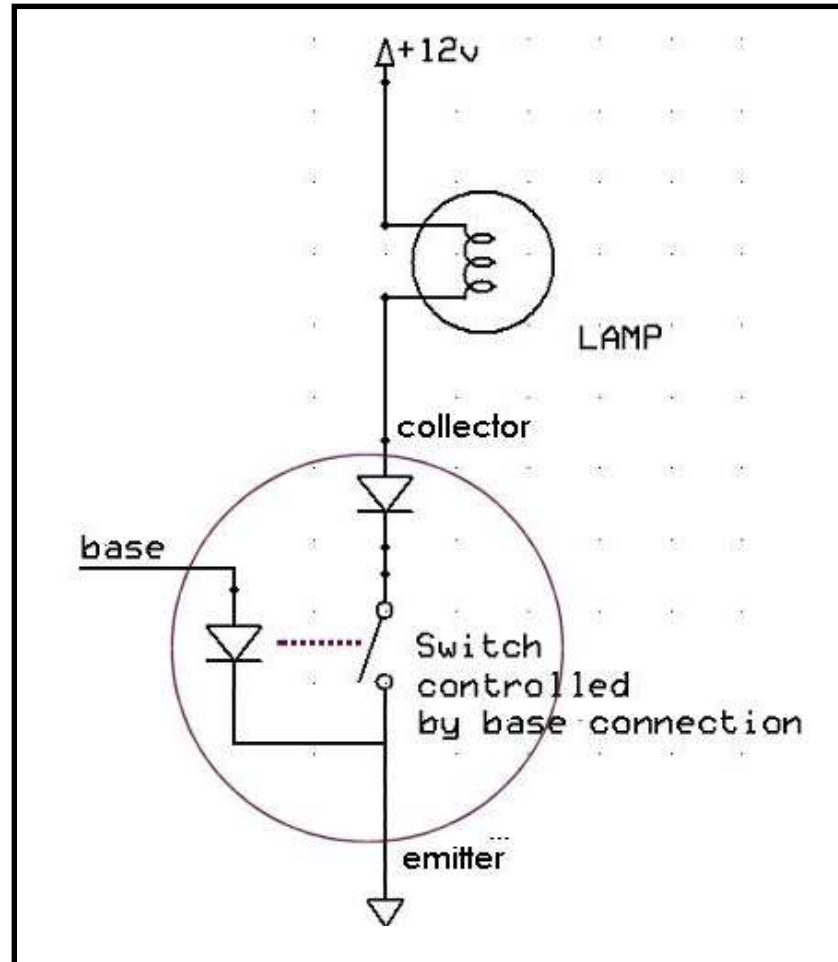 +12v
LAMP
collector
base
Switch
controlled
by base connection
emitter